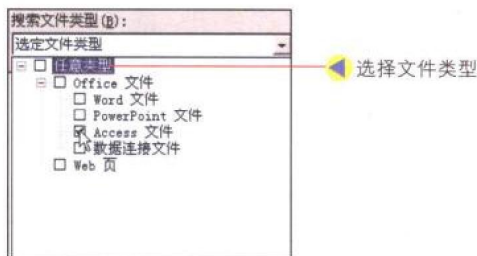 搜索文件类型(B):
选定文件类型
任意类型
选择文件类型
Office 文件
Word 文件
PowerPoint 文件
Access 文件
数据连接文件
Web 页